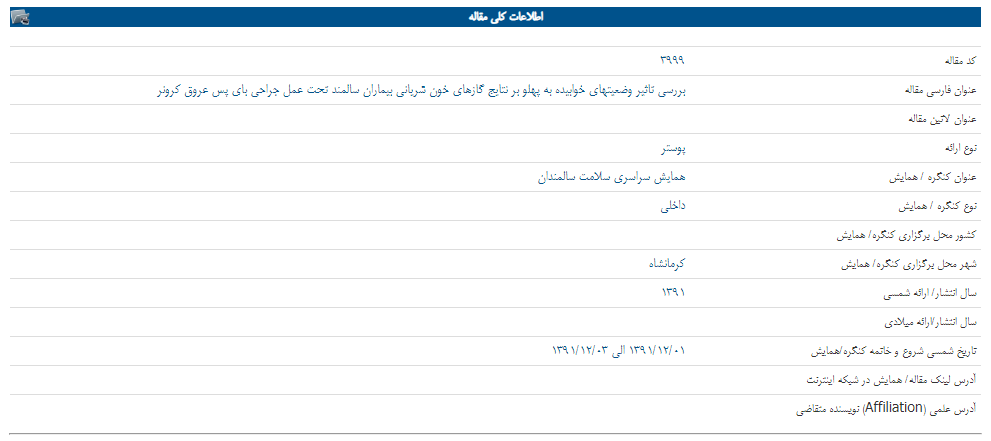 اطلاعات کلی مقاله
کد مقاله ۳۹۹۹
عنوان فارسی مقاله بررسی تاثیر وضعیتهای خوابیده به پهلو بر نتایج گازهای خون شریانی بیماران سالمند تحت عمل جراحی بای پس عروق کرونر
عنوان لاتین مقاله
نوع ارائه پوستر
عنوان کنگره / همایش همایش سراسری سلامت سالمندان
نوع کنگره / همایش داخلی
کشور محل برگزاری کنگره/ همایش
شهر محل برگزاری کنگره/ همایش کرمانشاه
سال انتشار/ ارائه شمسی ۱۳۹۱
سال انتشار/ارائه میلادی
تاریخ شمسی شروع و خاتمه کنگره/همایش ۱۳۹۱/۱۲/۰۱ الی ۱۳۹۱/۱۲/۰۳
آدرس لینک مقاله/ همایش در شبکه اینترنت
آدرس علمی (Affiliation) نویسنده متقاضی